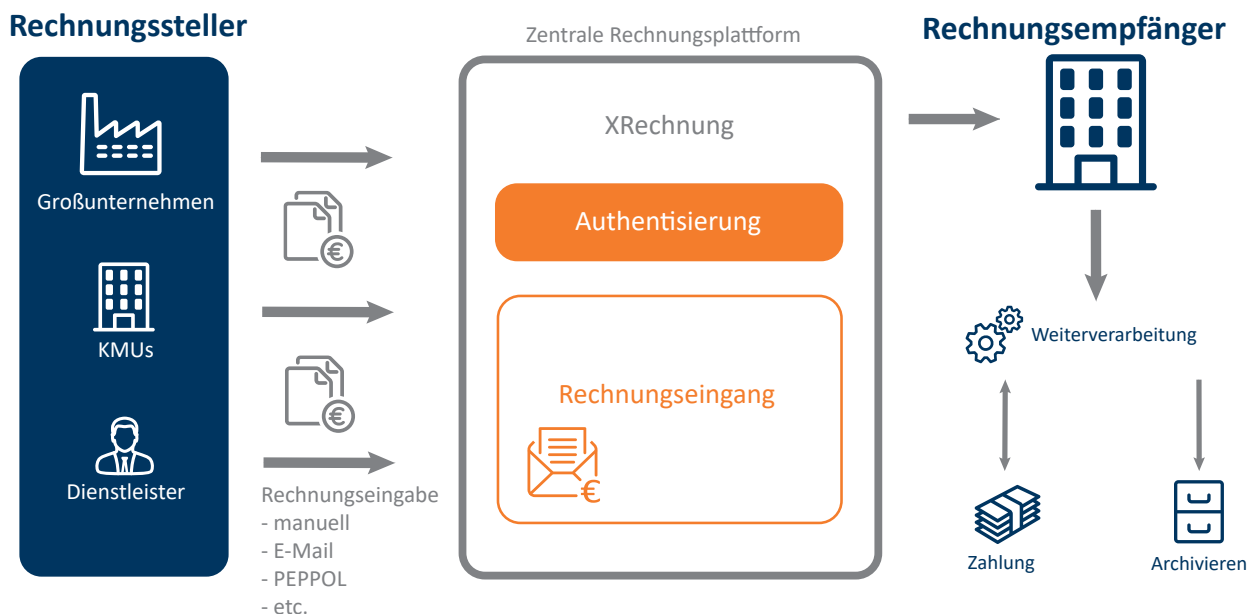 Rechnungssteller
Großunternehmen
KMUs
Dienstleister
€
€
Rechnungseingabe
- manuell
- E-Mail
- PEPPOL
- etc.
Zentrale Rechnungsplattform
XRechnung
Authentisierung
Rechnungseingang
€
Rechnungsempfänger
Weiterverarbeitung
Zahlung
Archivieren